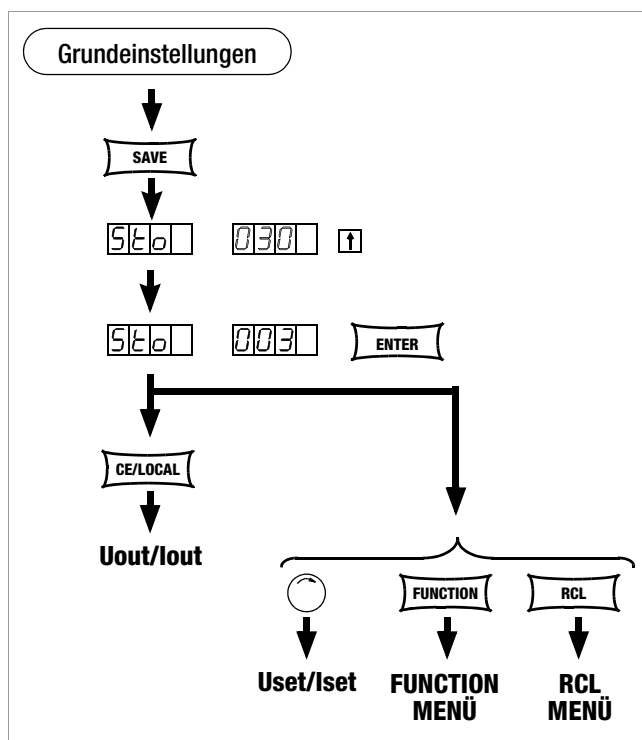 Grundeinstellungen
SAVE
Sto 030 ↑
Sto 003 ENTER
CE/LOCAL
Uout/Iout
FUNCTION RCL
Uset/Iset FUNCTION MENÜ RCL MENÜ